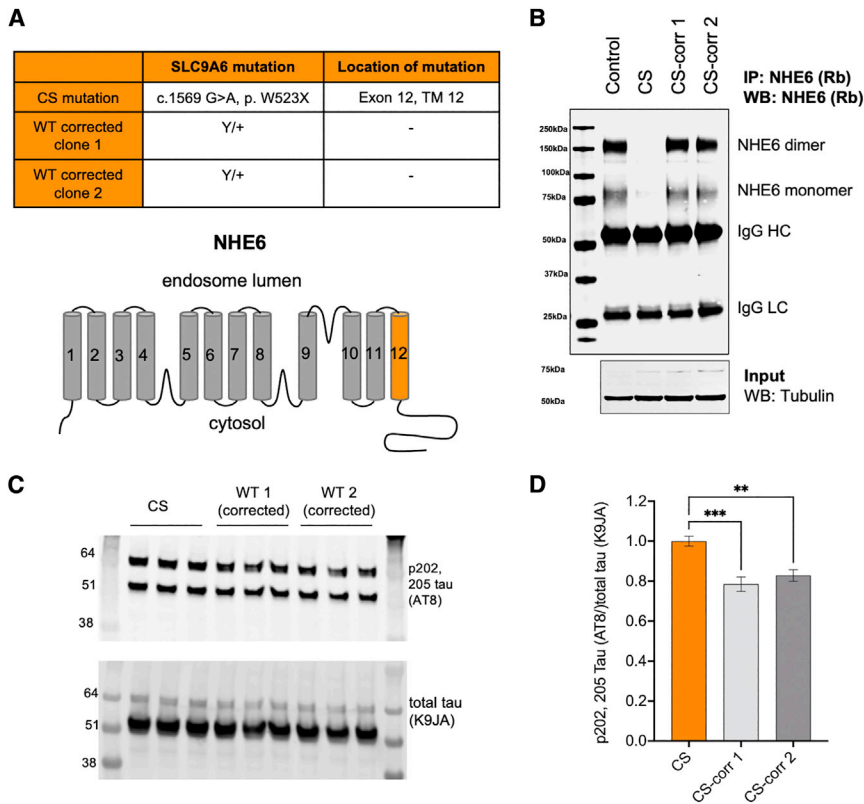 A
SLC9A6 mutation
Location of mutation
CS mutation
c.1569 G>A, p. W523X
Exon 12, TM 12
WT corrected
clone 1
Y/+
-
WT corrected
clone 2
Y/+
-
NHE6
endosome lumen
1
2
3
4
5
6
7
8
9
10
11
12
cytosol
B
Control
CS
CS-corr 1
CS-corr 2
IP: NHE6 (Rb)
WB: NHE6 (Rb)
250kDa
150kDa
100kDa
75kDa
50kDa
37kDa
25kDa
NHE6 dimer
NHE6 monomer
IgG HC
IgG LC
75kDa
50kDa
Input
WB: Tubulin
C
CS
WT 1
(corrected)
WT 2
(corrected)
64
51
38
p202,
205 tau
(AT8)
64
51
38
total tau
(K9JA)
D
p202, 205 Tau (AT8/)total tau (K9JA)
1.2
1.0
0.8
0.6
0.4
0.2
0.0
**
***
CS
CS-corr 1
CS-corr 2